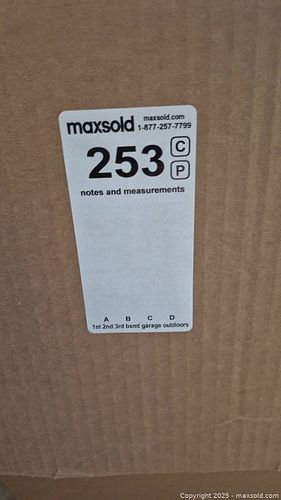 maxsold maxsold.com
1-877-257-7799
253 C
P
notes and measurements
A B C D
1st 2nd 3rd bsmt garage outdoors
Copyright © 2025 - maxsold.com